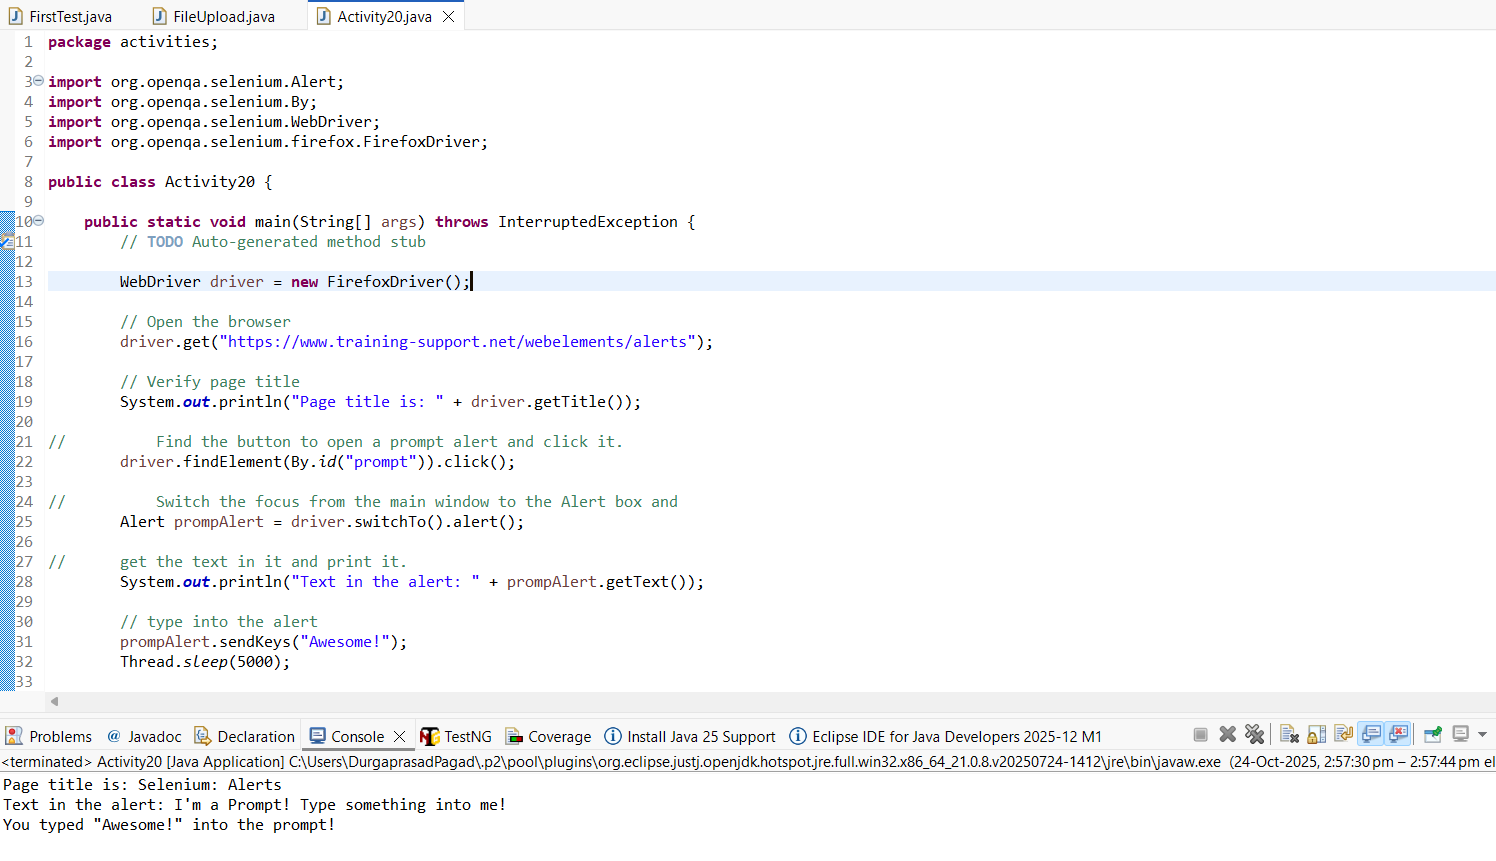 FirstTest.java FileUpload.java Activity20.java
1 package activities;
2
3 import org.openqa.selenium.Alert;
4 import org.openqa.selenium.By;
5 import org.openqa.selenium.WebDriver;
6 import org.openqa.selenium.firefox.FirefoxDriver;
7
8 public class Activity20 {
9
10 public static void main(String[] args) throws InterruptedException {
11 // TODO Auto-generated method stub
12
13 WebDriver driver = new FirefoxDriver();
14
15 // Open the browser
16 driver.get("https://www.training-support.net/webelements/alerts");
17
18 // Verify page title
19 System.out.println("Page title is: " + driver.getTitle());
20
21 // Find the button to open a prompt alert and click it.
22 driver.findElement(By.id("prompt")).click();
23
24 // Switch the focus from the main window to the Alert box and
25 Alert prompAlert = driver.switchTo().alert();
26
27 // get the text in it and print it.
28 System.out.println("Text in the alert: " + prompAlert.getText());
29
30 // type into the alert
31 prompAlert.sendKeys("Awesome!");
32 Thread.sleep(5000);
33
Problems @ Javadoc Declaration Console TestNG Coverage Install Java 25 Support Eclipse IDE for Java Developers 2025-12 M1
<terminated> Activity20 [Java Application] C:\Users\DurgaprasadPagad\.p2\pool\plugins\org.eclipse.justj.openjdk.hotspot.jre.full.win32.x86_64_21.0.8.v20250724-1412\jre\bin\javaw.exe (24-Oct-2025, 2:57:30 pm – 2:57:44 pm el
Page title is: Selenium: Alerts
Text in the alert: I'm a Prompt! Type something into me!
You typed "Awesome!" into the prompt!